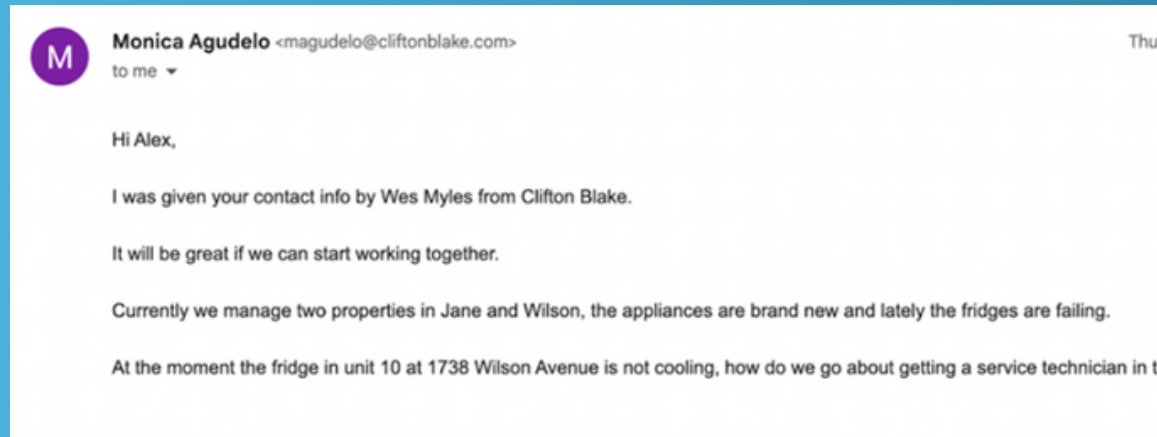 M
Monica Agudelo <magudelo@cliftonblake.com>
Thu
to me
Hi Alex,
I was given your contact info by Wes Myles from Clifton Blake.
It will be great if we can start working together.
Currently we manage two properties in Jane and Wilson, the appliances are brand new and lately the fridges are failing.
At the moment the fridge in unit 10 at 1738 Wilson Avenue is not cooling, how do we go about getting a service technician in t